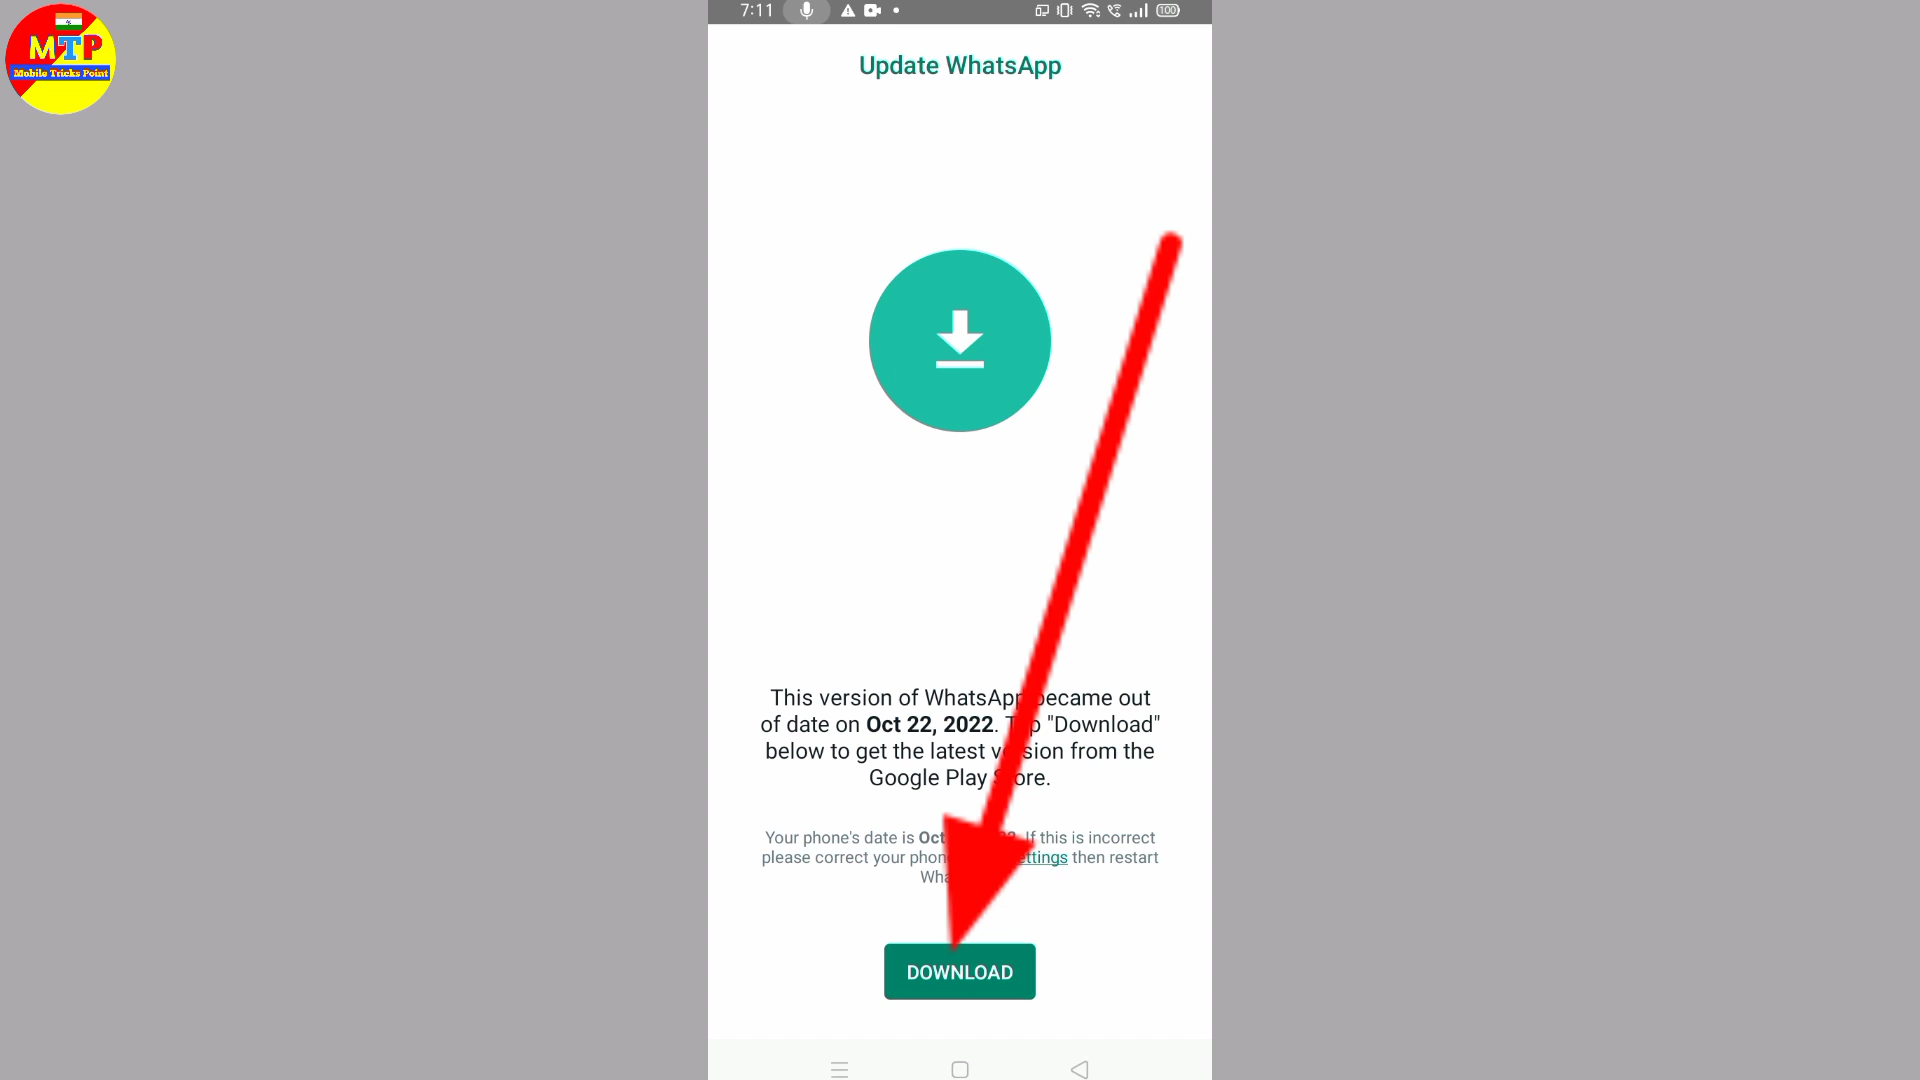 MTP
Mobile Tricks Point
7:11
100
Update WhatsApp
This version of WhatsApp became out
of date on Oct 22, 2022. "Download"
below to get the latest version from the
Google Play Store.
Your phone's date is Oct If this is incorrect
please correct your then restart
DOWNLOAD